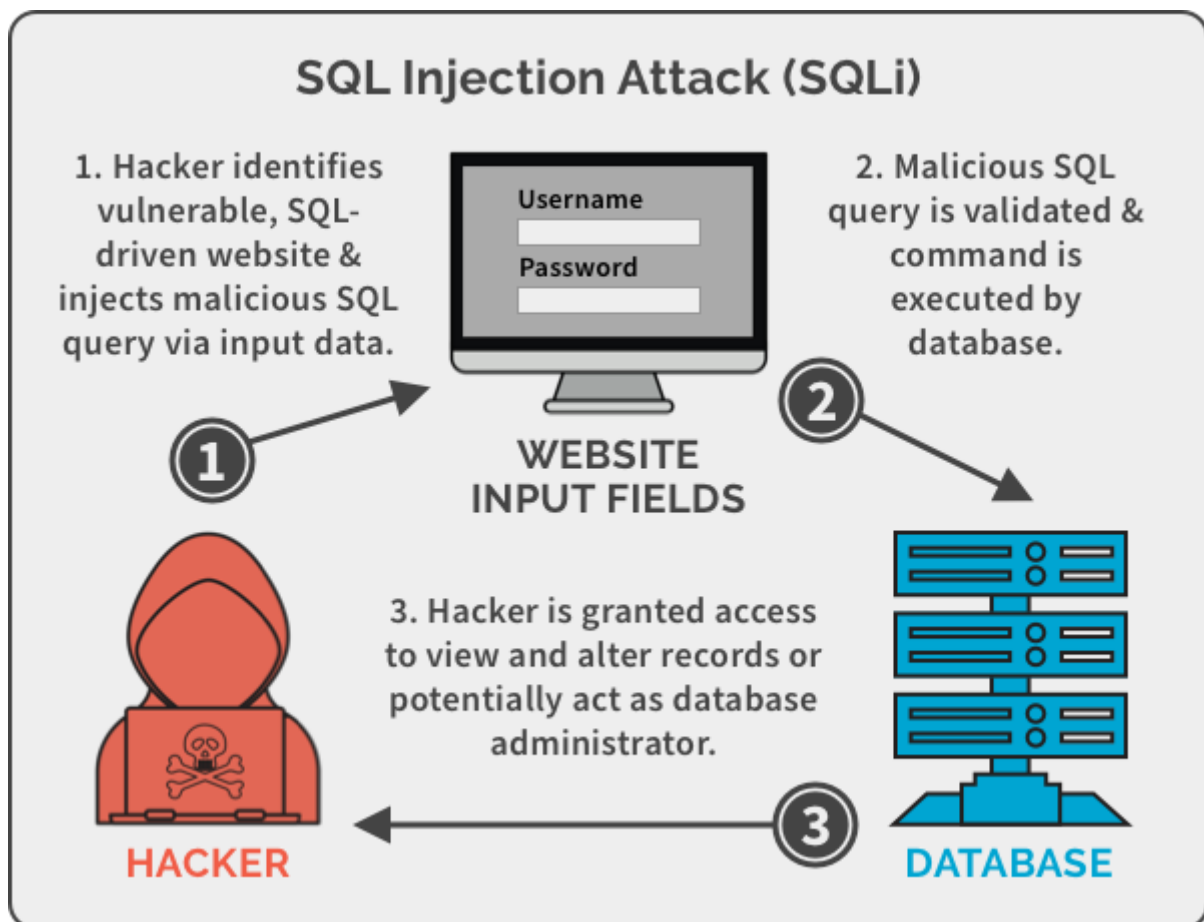 SQL Injection Attack (SQLi)
1. Hacker identifies
vulnerable, SQL-
driven website &
injects malicious SQL
query via input data.
Username
Password
2. Malicious SQL
query is validated &
command is
executed by
database.
1
2
WEBSITE
INPUT FIELDS
3. Hacker is granted access
to view and alter records or
potentially act as database
administrator.
3
HACKER
DATABASE